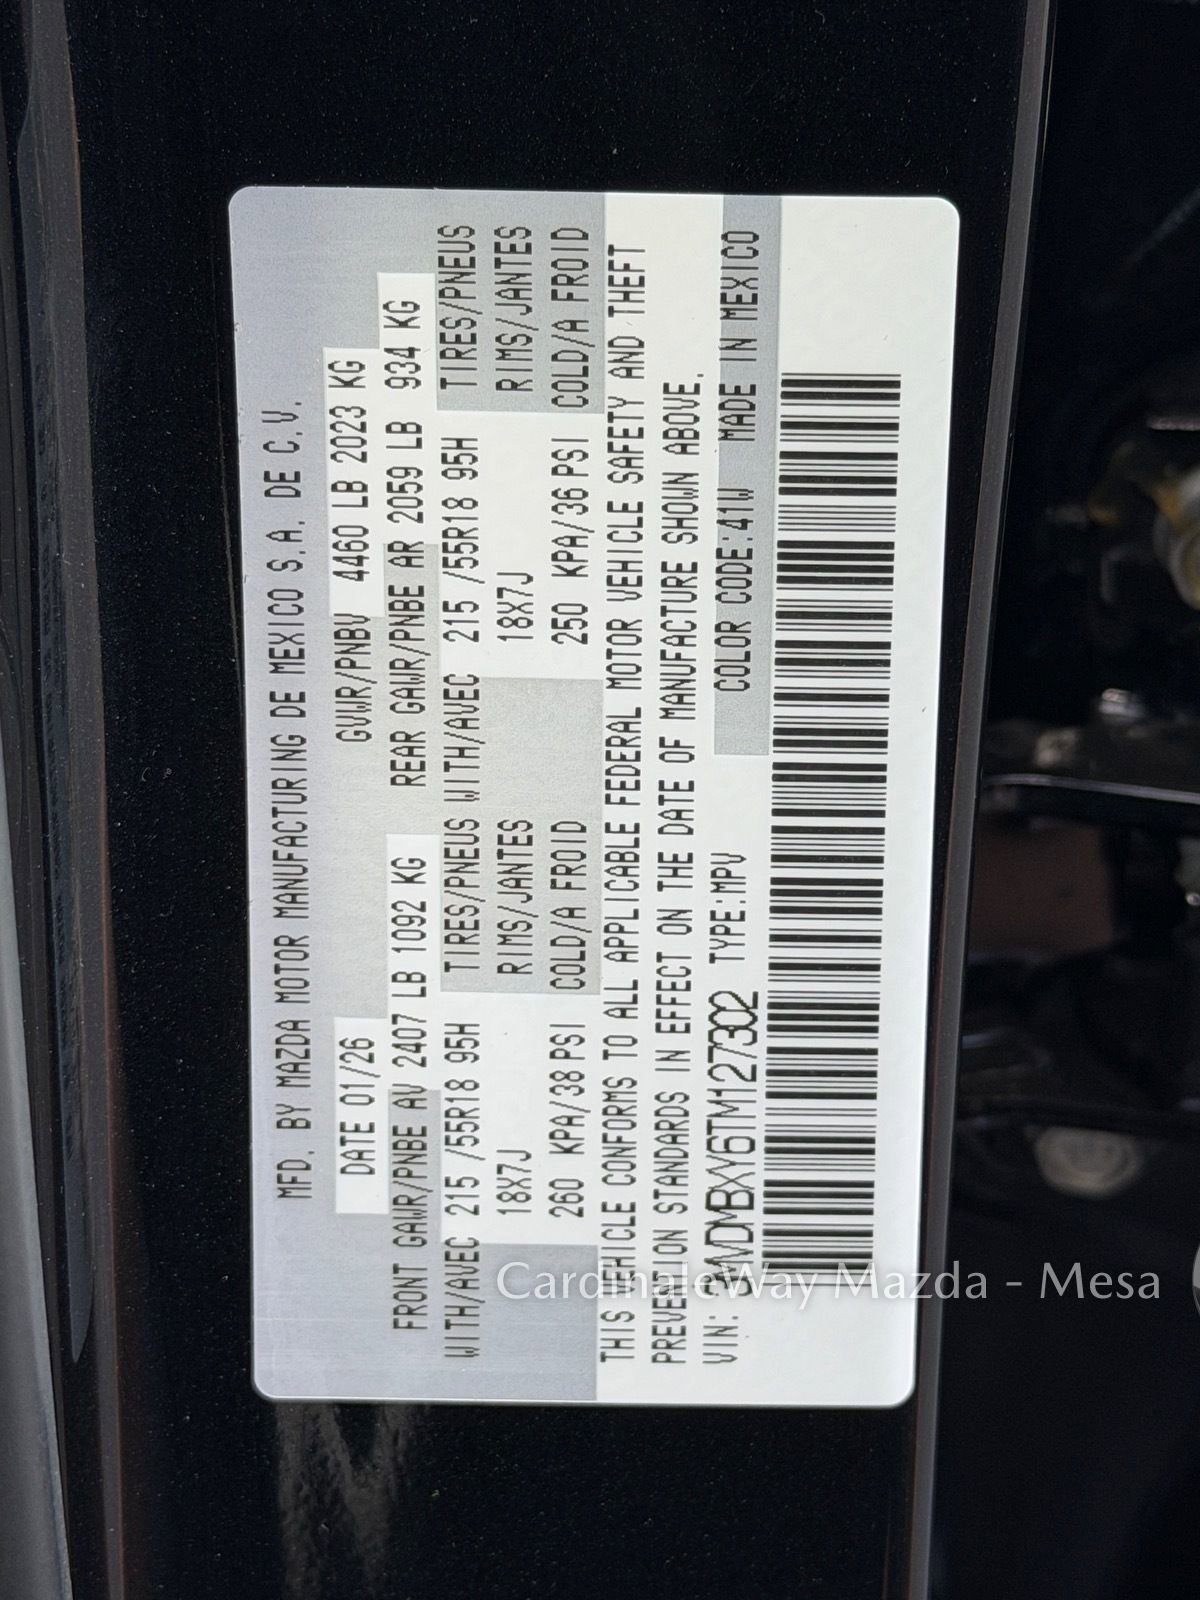 MFD. BY MAZDA MOTOR MANUFACTURING DE MEXICO S.A. DE C.V.
DATE 01/26 GVWR/PNBV 4460 LB 2023 KG
FRONT GAWR/PNBE AV 2407 LB 1092 KG REAR GAWR/PNBE AR 2059 LB 934 KG
WITH/AVEC 215 /55R18 95H TIRES/PNEUS WITH/AVEC 215 /55R18 95H TIRES/PNEUS
18X7J RIMS/JANTES 18X7J RIMS/JANTES
260 KPA/38 PSI COLD/A FROID 250 KPA/36 PSI COLD/A FROID
THIS VEHICLE CONFORMS TO ALL APPLICABLE FEDERAL MOTOR VEHICLE SAFETY AND THEFT
PREVENTION STANDARDS IN EFFECT ON THE DATE OF MANUFACTURE SHOWN ABOVE.
VIN: 3MVDMBXY6TM127302 TYPE:MPV COLOR CODE:41W MADE IN MEXICO
CardinaleWay Mazda - Mesa